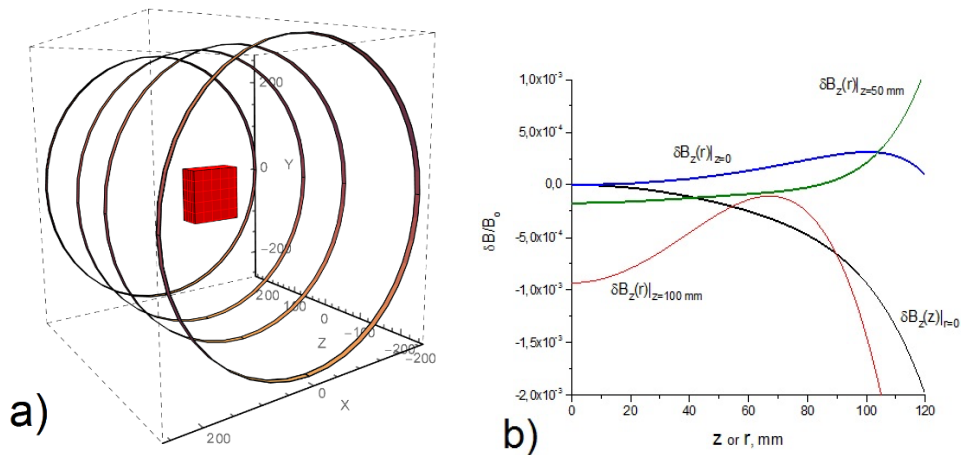 200
0
Y
-200
200
100
0
Z
-100
-200
-200
0
X
200
a)
1,0x10⁻³
5,0x10⁻⁴
0,0
-5,0x10⁻⁴
-1,0x10⁻³
-1,5x10⁻³
-2,0x10⁻³
δB/Bₒ
δB_z(r)|_z=50 mm
δB_z(r)|_z=0
δB_z(r)|_z=100 mm
δB_z(z)|_r=0
0 20 40 60 80 100 120
z or r, mm
b)